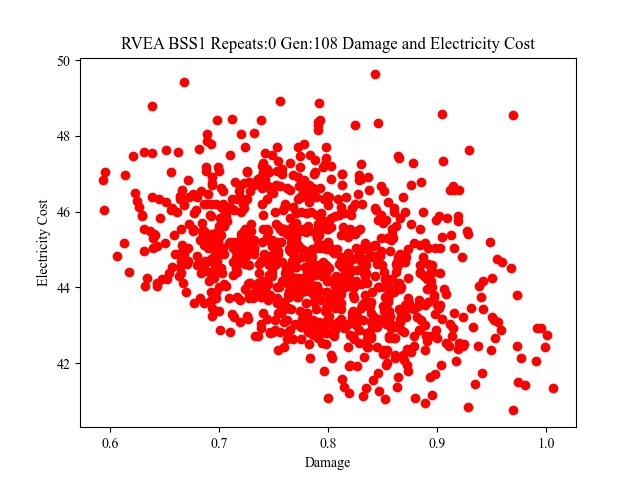 RVEA BSS1 Repeats:0 Gen:108 Damage and Electricity Cost
50
48
46
44
42
Electricity Cost
0.6 0.7 0.8 0.9 1.0
Damage